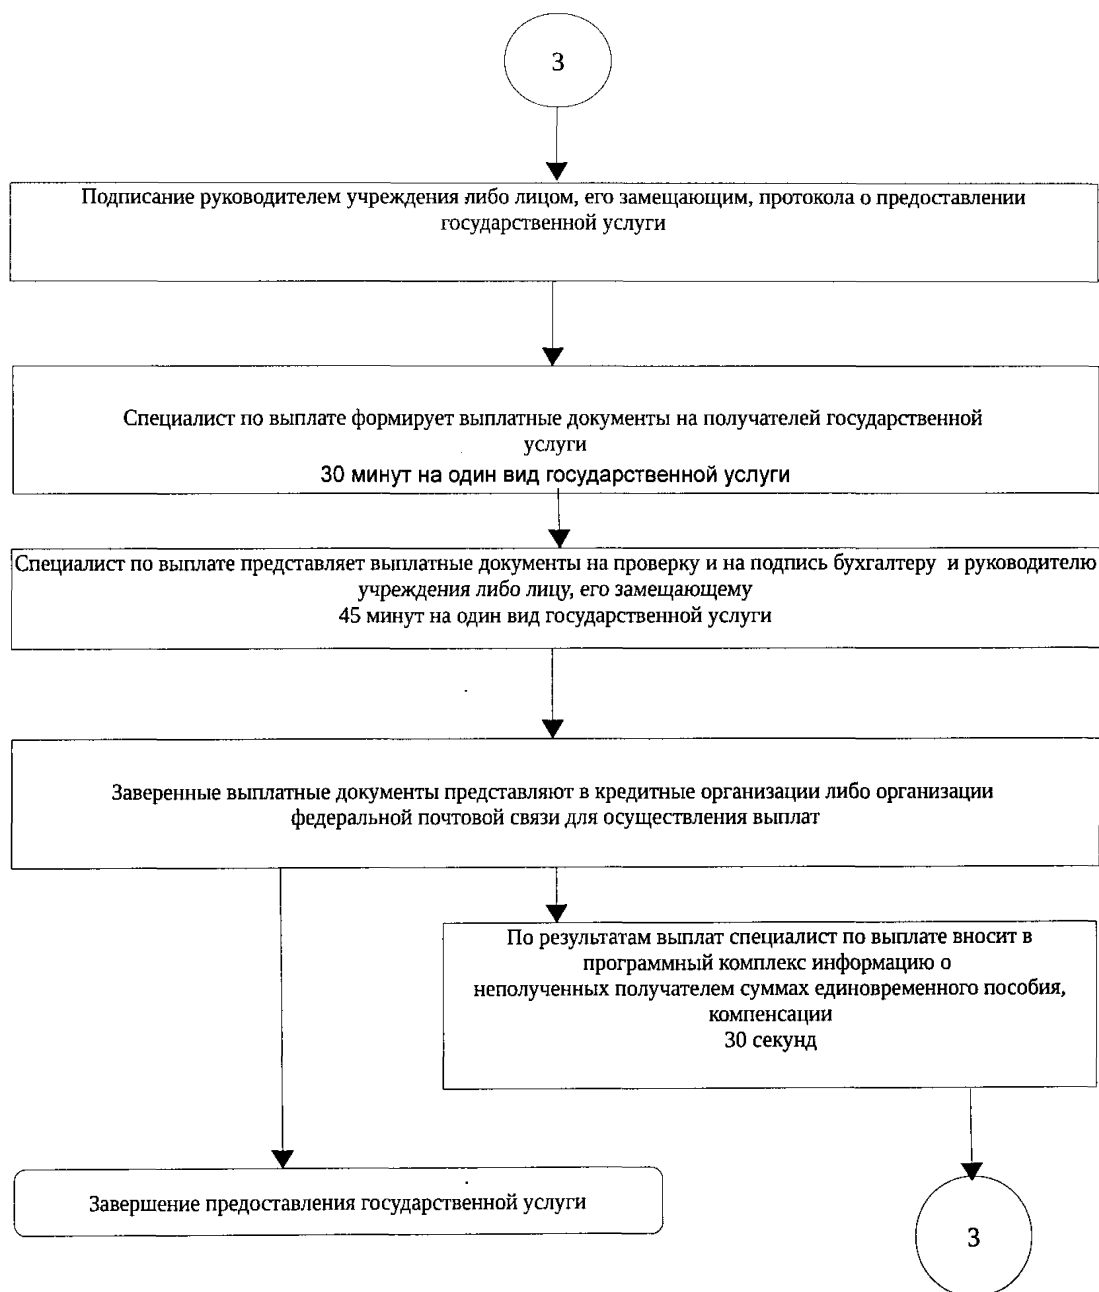 3
Подписание руководителем учреждения либо лицом, его замещающим, протокола о предоставлении
государственной услуги
Специалист по выплате формирует выплатные документы на получателей государственной
услуги
30 минут на один вид государственной услуги
Специалист по выплате представляет выплатные документы на проверку и на подпись бухгалтеру и руководителю
учреждения либо лицу, его замещающему
45 минут на один вид государственной услуги
Заверенные выплатные документы представляют в кредитные организации либо организации
федеральной почтовой связи для осуществления выплат
По результатам выплат специалист по выплате вносит в
программный комплекс информацию о
неполученных получателем суммах единовременного пособия,
компенсации
30 секунд
Завершение предоставления государственной услуги
3